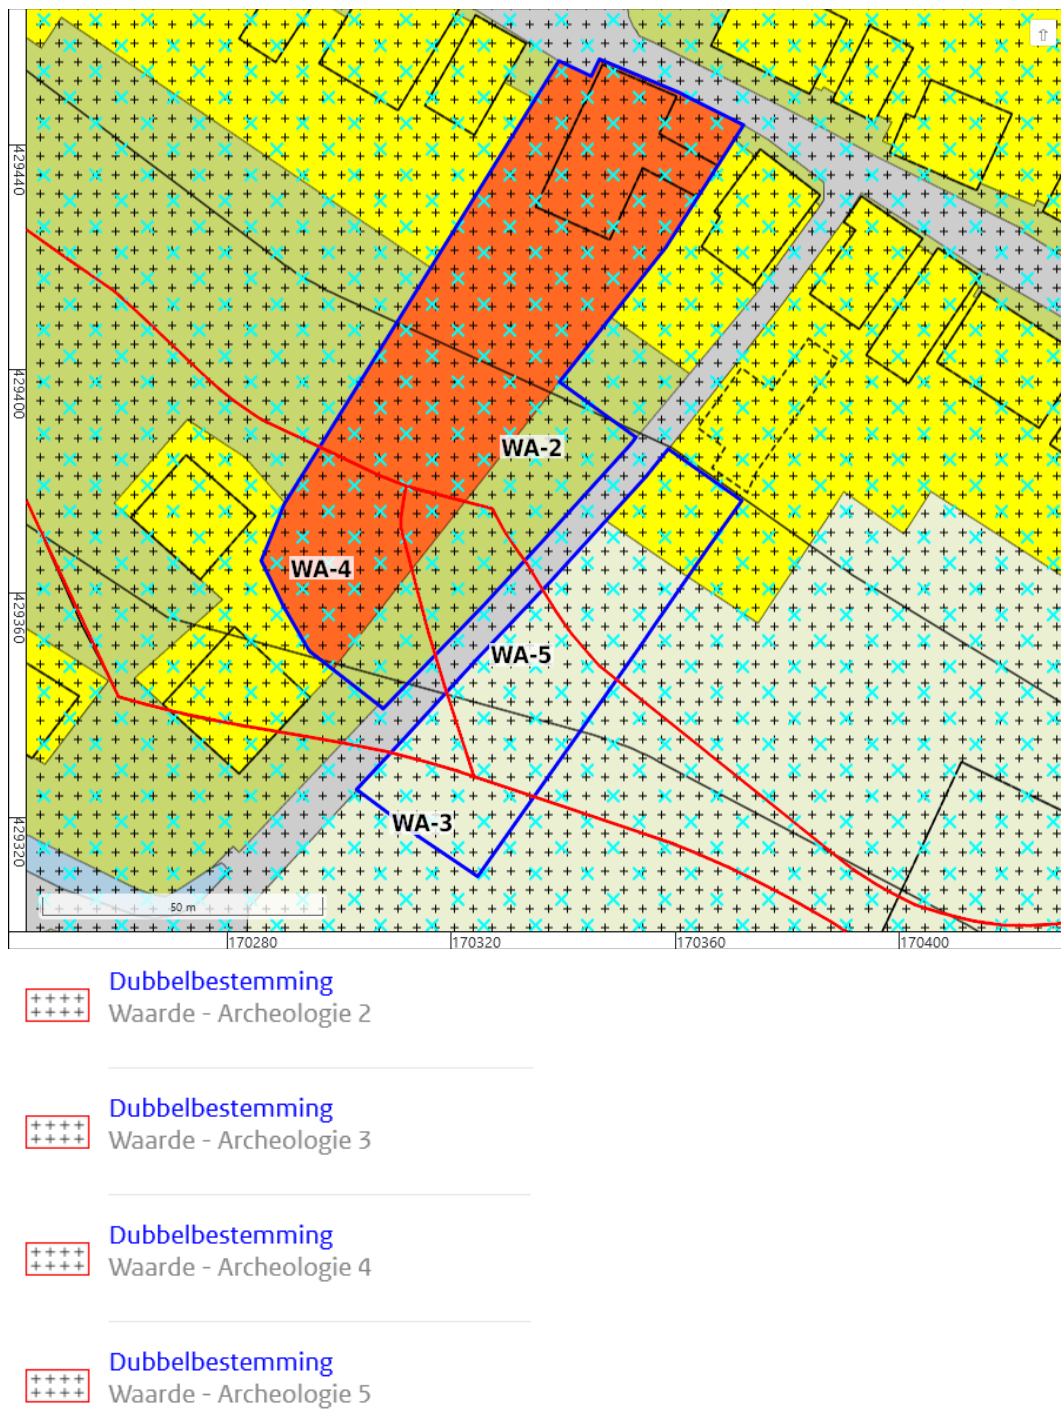 ⇧
429440
WA-2
429400
WA-4
429360
WA-5
WA-3
429320
50 m
170280
170320
170360
170400
Dubbelbestemming
Waarde - Archeologie 2
Dubbelbestemming
Waarde - Archeologie 3
Dubbelbestemming
Waarde - Archeologie 4
Dubbelbestemming
Waarde - Archeologie 5